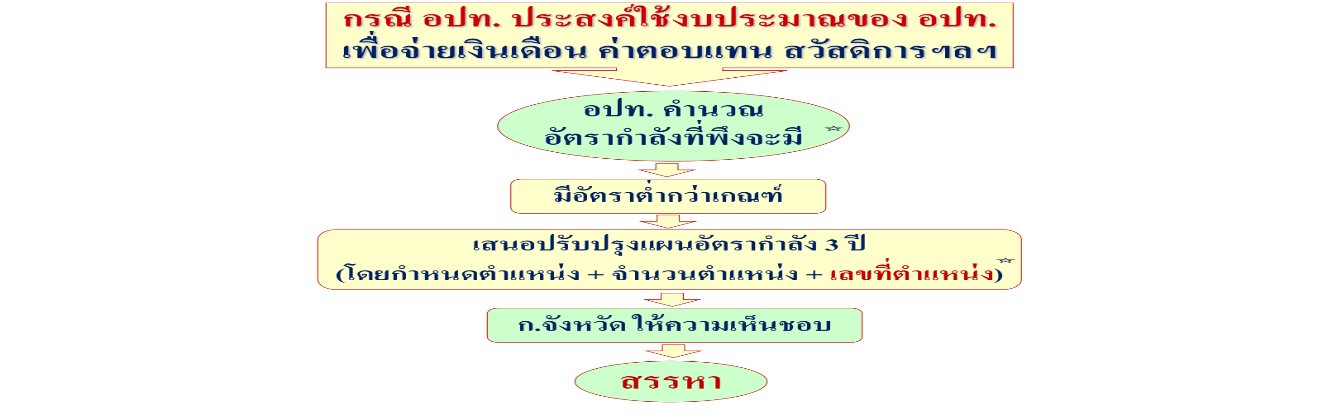 กรณี อปท. ประสงค์ใช้งบประมาณของ อปท.
เพื่อจ่ายเงินเดือน ค่าตอบแทน สวัสดิการ ฯลฯ
อปท. คำนวณ
อัตรากำลังที่พึงจะมี
มีอัตราต่ำกว่าเกณฑ์
เสนอปรับปรุงแผนอัตรากำลัง 3 ปี
(โดยกำหนดตำแหน่ง + จำนวนตำแหน่ง + เลขที่ตำแหน่ง)
ก.จังหวัด ให้ความเห็นชอบ
สรรหา